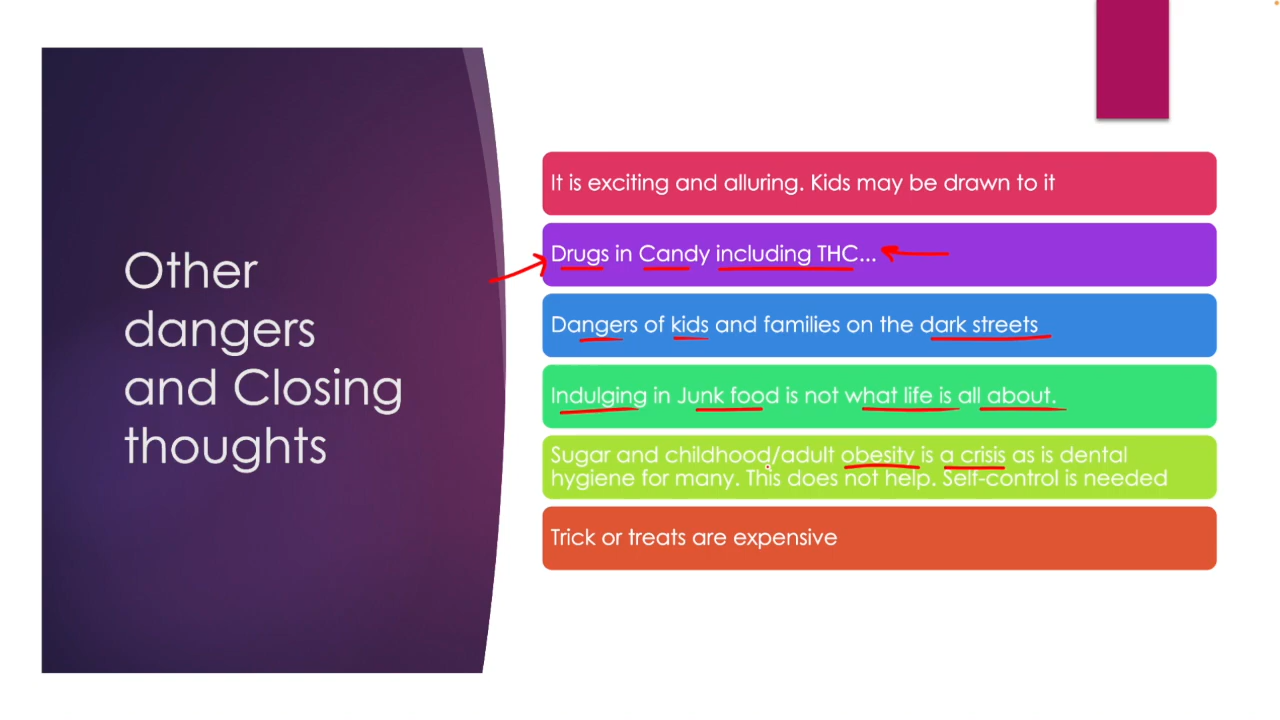 Other
dangers
and Closing
thoughts
It is exciting and alluring. Kids may be drawn to it
Drugs in Candy including THC...
Dangers of kids and families on the dark streets
Indulging in Junk food is not what life is all about.
Sugar and childhood/adult obesity is a crisis as is dental
hygiene for many. This does not help. Self-control is needed
Trick or treats are expensive